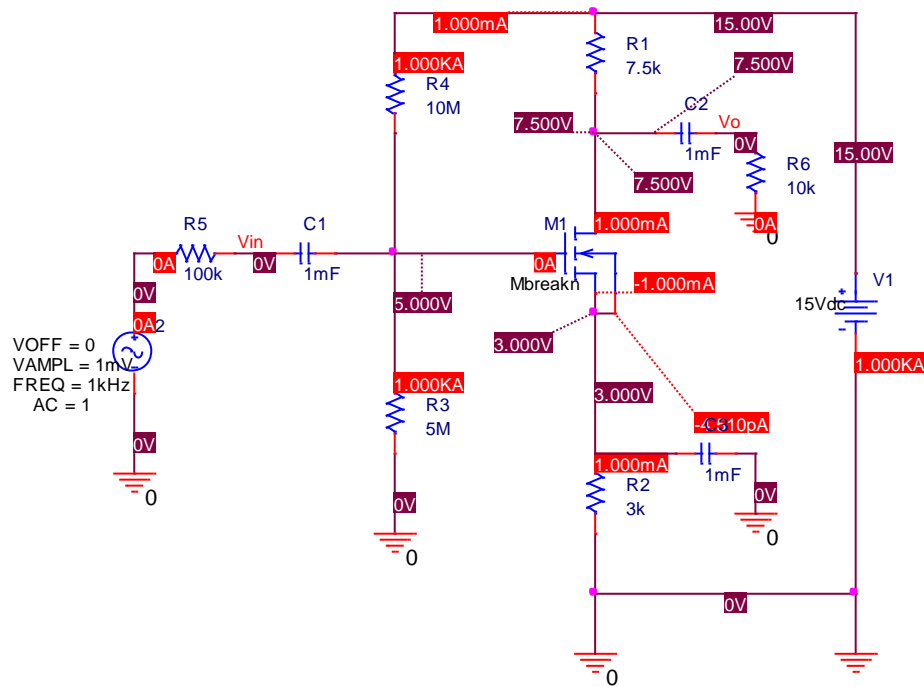 1.000mA
15.00V
R1
7.5k
7.500V
1.000KA
R4
10M
C2
Vo
7.500V
0V
1mF
15.00V
R6
10k
7.500V
0A
0
1.000mA
M1
R5
Vin
C1
0A
100k
0V
1mF
0A
Mbreakn
-1.000mA
V1
15Vdc
5.000V
0V
0A
2
3.000V
VOFF = 0
VAMPL = 1mV
FREQ = 1kHz
AC = 1
1.000KA
1.000KA
R3
5M
3.000V
C3
1mF
1.000mA
R2
3k
0V
0V
0V
0
0
0
0V
0